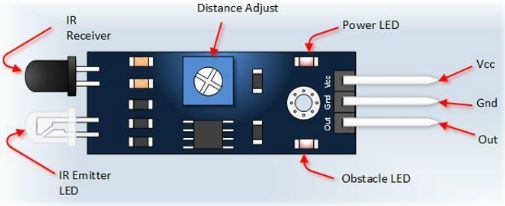 Distance Adjust
IR
Receiver
Power LED
Vcc
Gnd
Out
Vcc
Gnd
Out
IR Emitter
LED
Obstacle LED